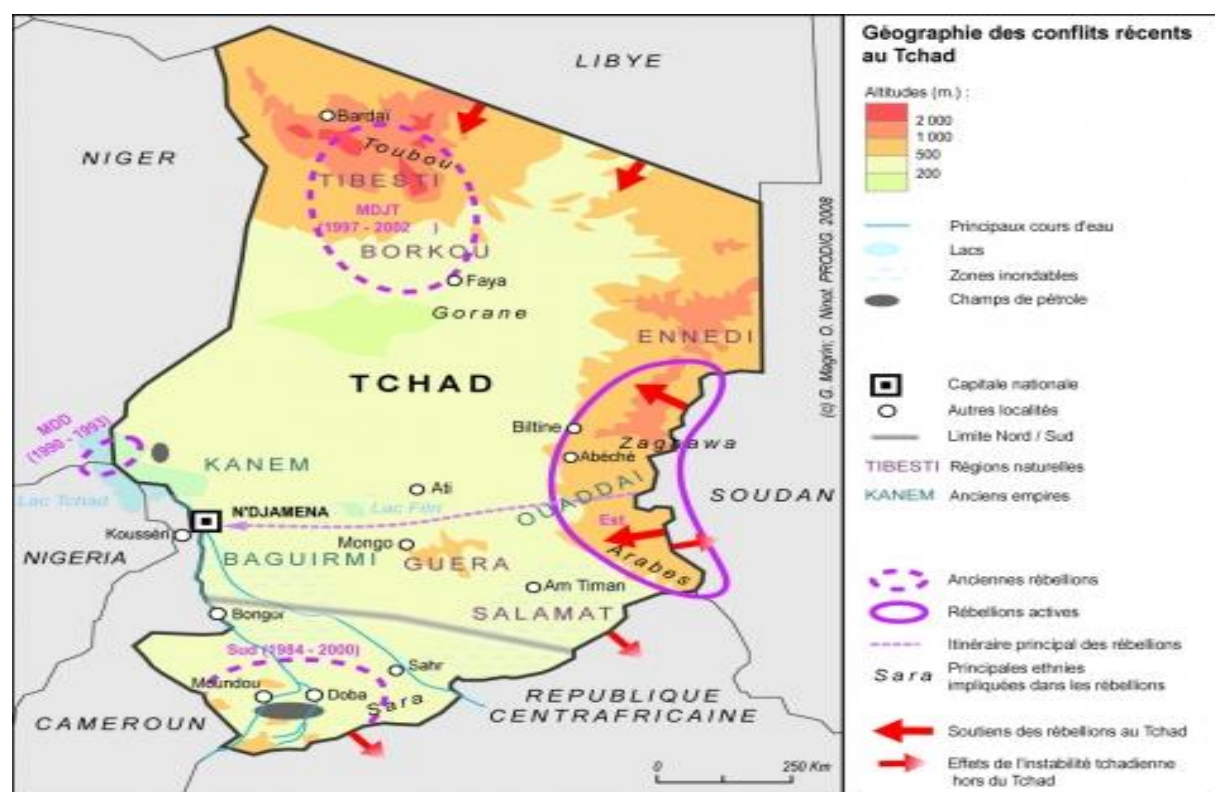 LIBYE
NIGER
Bardaï
Toubou
TIBESTI
MDJT
(1997 - 2002 )
BORKOU
Faya
Gorane
ENNEDI
TCHAD
MDD
(1990 - 1993)
Biltine
Zaghawa
Abéché
KANEM
Ati
OUADDAI
SOUDAN
Lac Tchad
Lac Fitri
N'DJAMENA
Est
Kousséri
Mongo
NIGERIA
BAGUIRMI
GUERA
Arabes
Am Timan
SALAMAT
Bongor
Sud (1984 - 2000)
Sahr
Moundou
Doba
Sara
REPUBLIQUE
CENTRAFRICAINE
CAMEROUN
0 250 Km
(c) G. Magrin; O. Ninot. PRODIG. 2008
Géographie des conflits récents
au Tchad
Altitudes (m.) :
2 000
1 000
500
200
Principaux cours d'eau
Lacs
Zones inondables
Champs de pétrole
Capitale nationale
Autres localités
Limite Nord / Sud
TIBESTI Régions naturelles
KANEM Anciens empires
Anciennes rébellions
Rébellions actives
Itinéraire principal des rébellions
Sara Principales ethnies
impliquées dans les rébellions
Soutiens des rébellions au Tchad
Effets de l'instabilité tchadienne
hors du Tchad